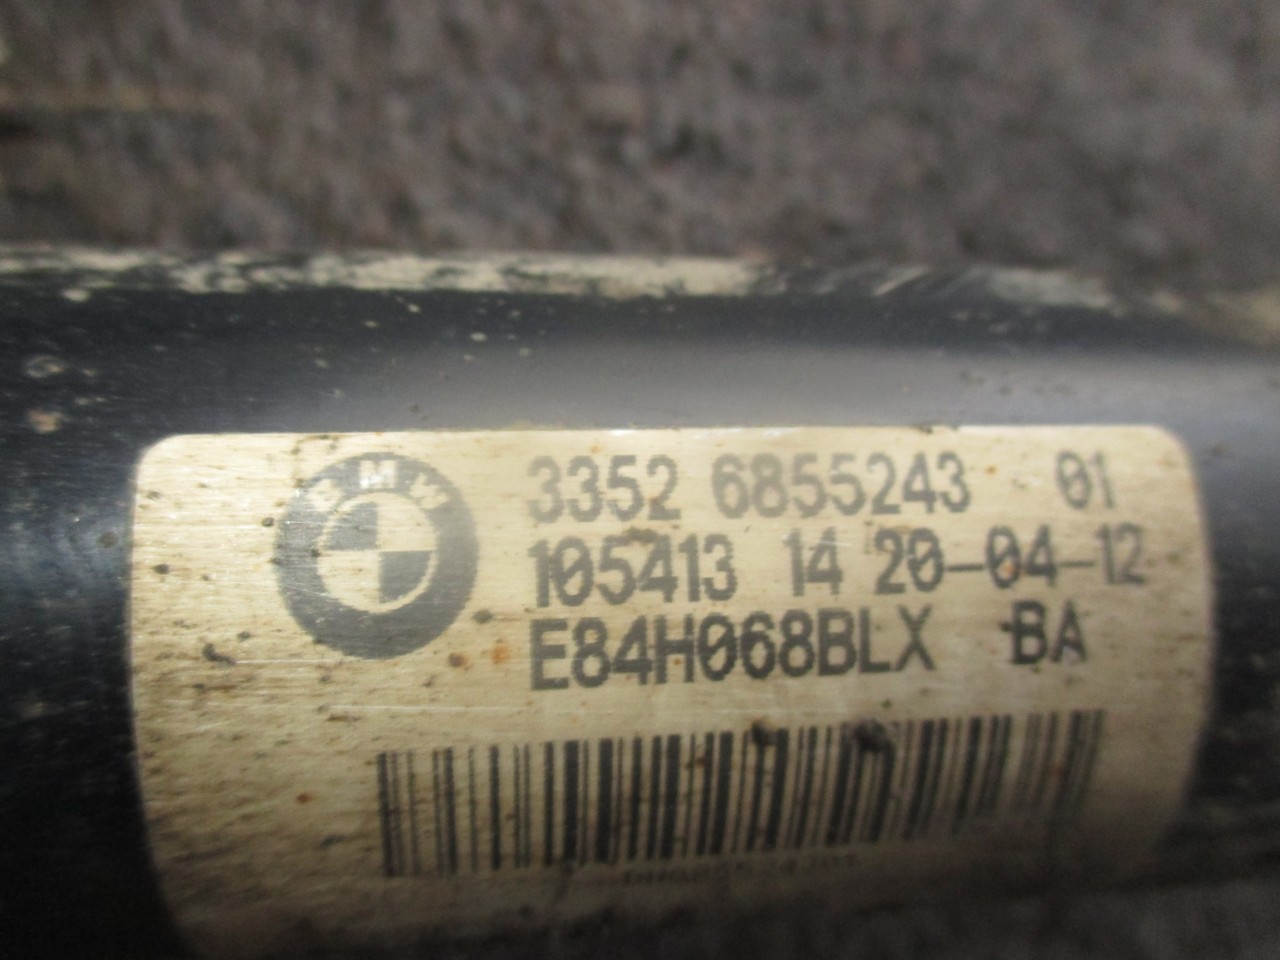 BMW
3352 6855243 01
105413 14 20-04-12
E84H068BLX BA